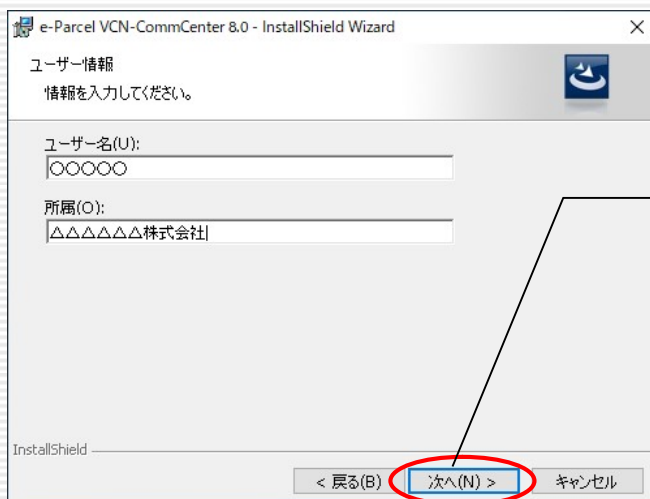 e-Parcel VCN-CommCenter 8.0 - InstallShield Wizard
ユーザー情報
情報を入力してください。
ユーザー名(U):
○○○○○
所属(O):
△△△△△△株式会社
InstallShield
< 戻る(B)
次へ(N) >
キャンセル